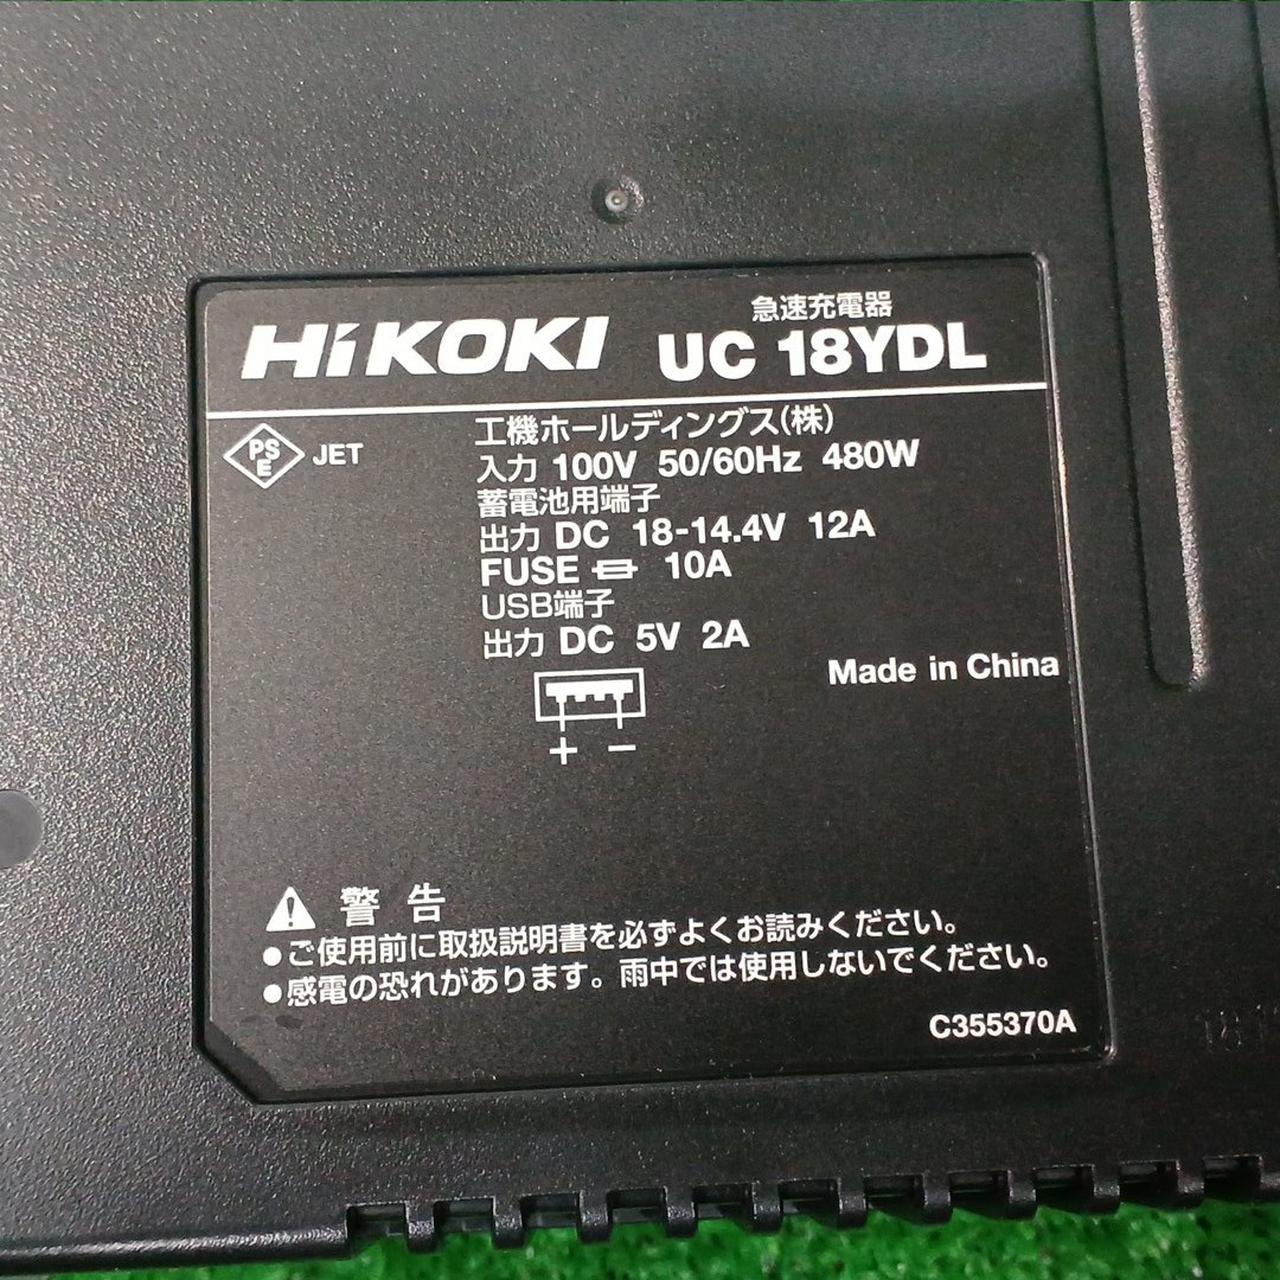 急速充電器
HiKOKI UC 18YDL
PSE JET
工機ホールディングス(株)
入力 100V 50/60Hz 480W
蓄電池用端子
出力 DC 18-14.4V 12A
FUSE 10A
USB端子
出力 DC 5V 2A
Made in China
+ −
警告
●ご使用前に取扱説明書を必ずよくお読みください。
●感電の恐れがあります。雨中では使用しないでください。
C355370A